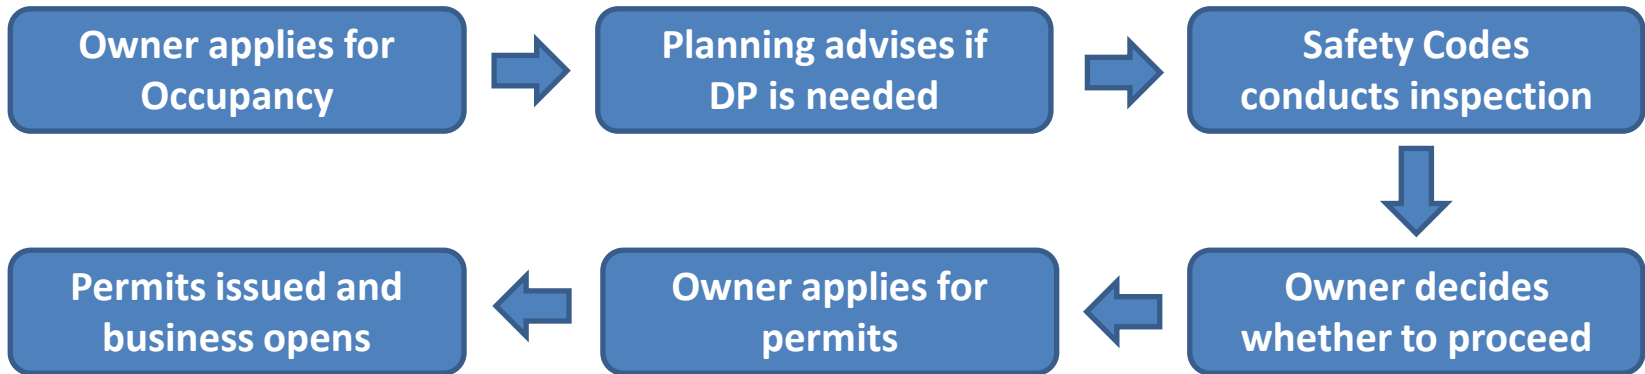 Owner applies for
Occupancy
Planning advises if
DP is needed
Safety Codes
conducts inspection
Owner decides
whether to proceed
Owner applies for
permits
Permits issued and
business opens